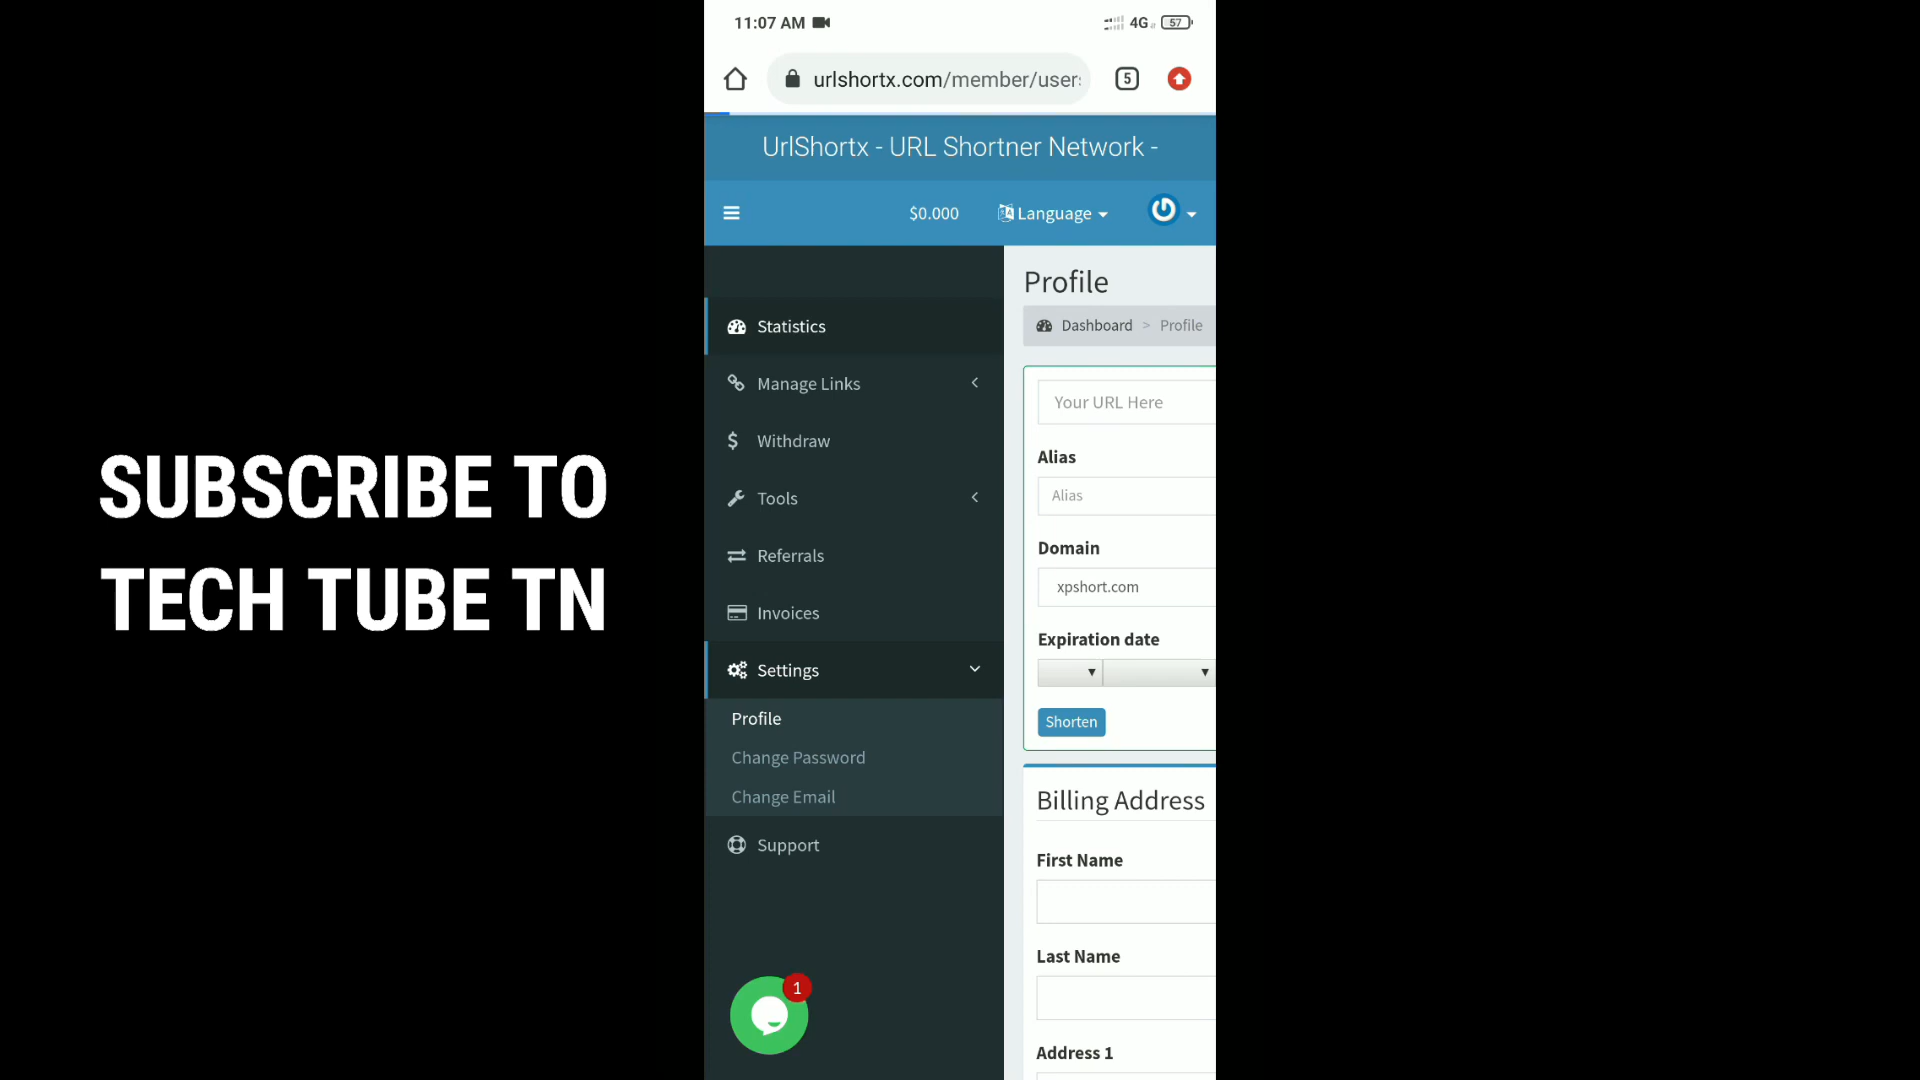 SUBSCRIBE TO
TECH TUBE TN
11:07 AM
4G
57
urlshortx.com/member/user
5
UrlShortx - URL Shortner Network -
$0.000
Language
Profile
Dashboard > Profile
Statistics
Manage Links
Withdraw
Tools
Referrals
Invoices
Settings
Profile
Change Password
Change Email
Support
1
Your URL Here
Alias
Alias
Domain
xpshort.com
Expiration date
Shorten
Billing Address
First Name
Last Name
Address 1